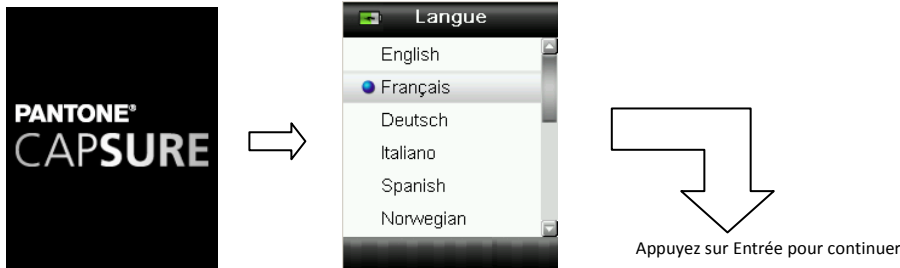 PANTONE®
CAPSURE
Langue
English
Français
Deutsch
Italiano
Spanish
Norwegian
Appuyez sur Entrée pour continuer